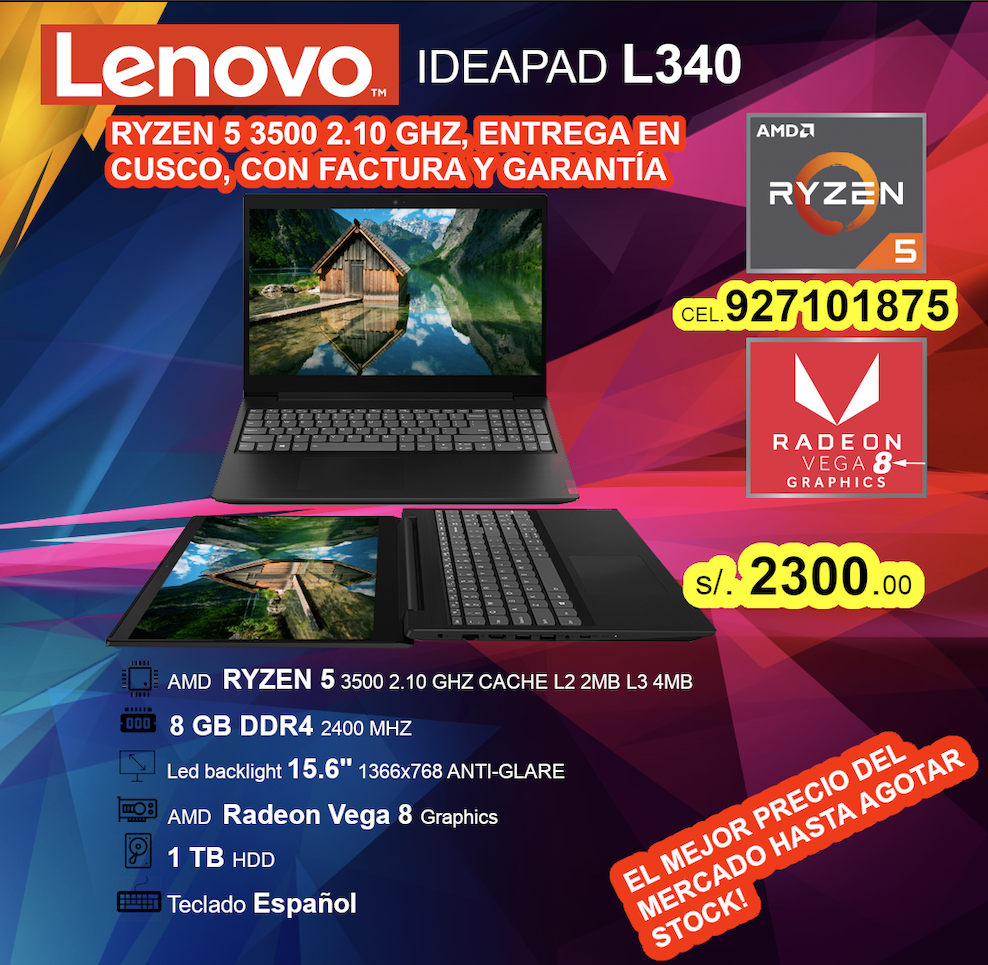 Lenovo™ IDEAPAD L340
RYZEN 5 3500 2.10 GHZ, ENTREGA EN
CUSCO, CON FACTURA Y GARANTÍA
AMD
RYZEN
5
CEL.927101875
RADEON
VEGA 8
GRAPHICS
s/. 2300.00
AMD RYZEN 5 3500 2.10 GHZ CACHE L2 2MB L3 4MB
8 GB DDR4 2400 MHZ
Led backlight 15.6" 1366x768 ANTI-GLARE
AMD Radeon Vega 8 Graphics
1 TB HDD
Teclado Español
EL MEJOR PRECIO DEL
MERCADO HASTA AGOTAR
STOCK!